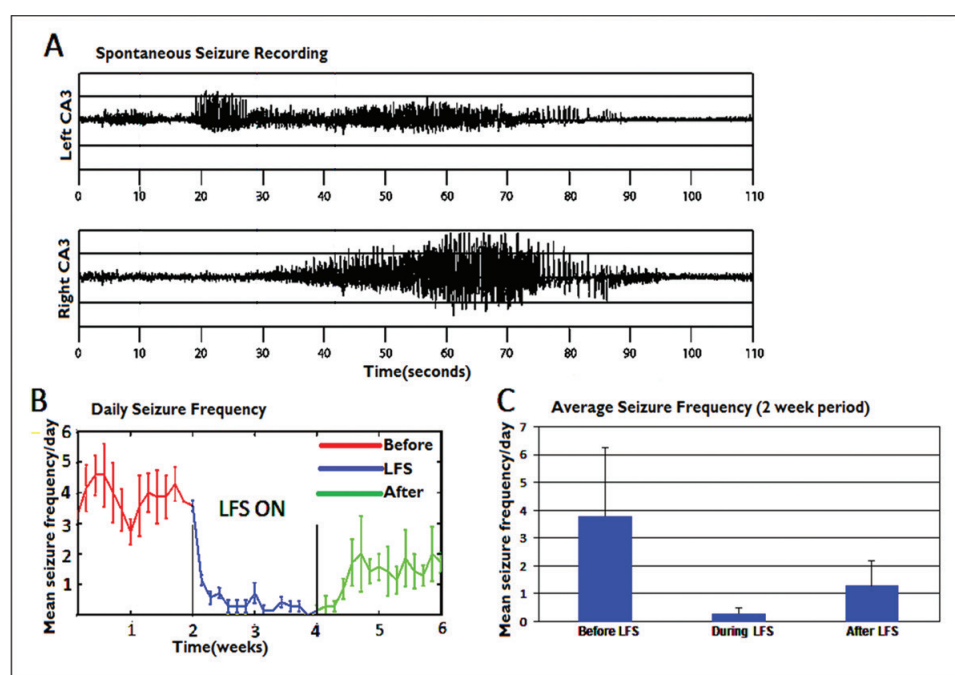 A
Spontaneous Seizure Recording
Left CA3
0 10 20 30 40 50 60 70 80 90 100 110
Right CA3
0 10 20 30 40 50 60 70 80 90 100 110
Time(seconds)
B
Daily Seizure Frequency
Mean seizure frequency/day
6
5
4
3
2
1
Before
LFS
After
LFS ON
1 2 3 4 5 6
Time(weeks)
C
Average Seizure Frequency (2 week period)
Mean seizure frequency/day
7
6
5
4
3
2
1
0
Before LFS During LFS After LFS